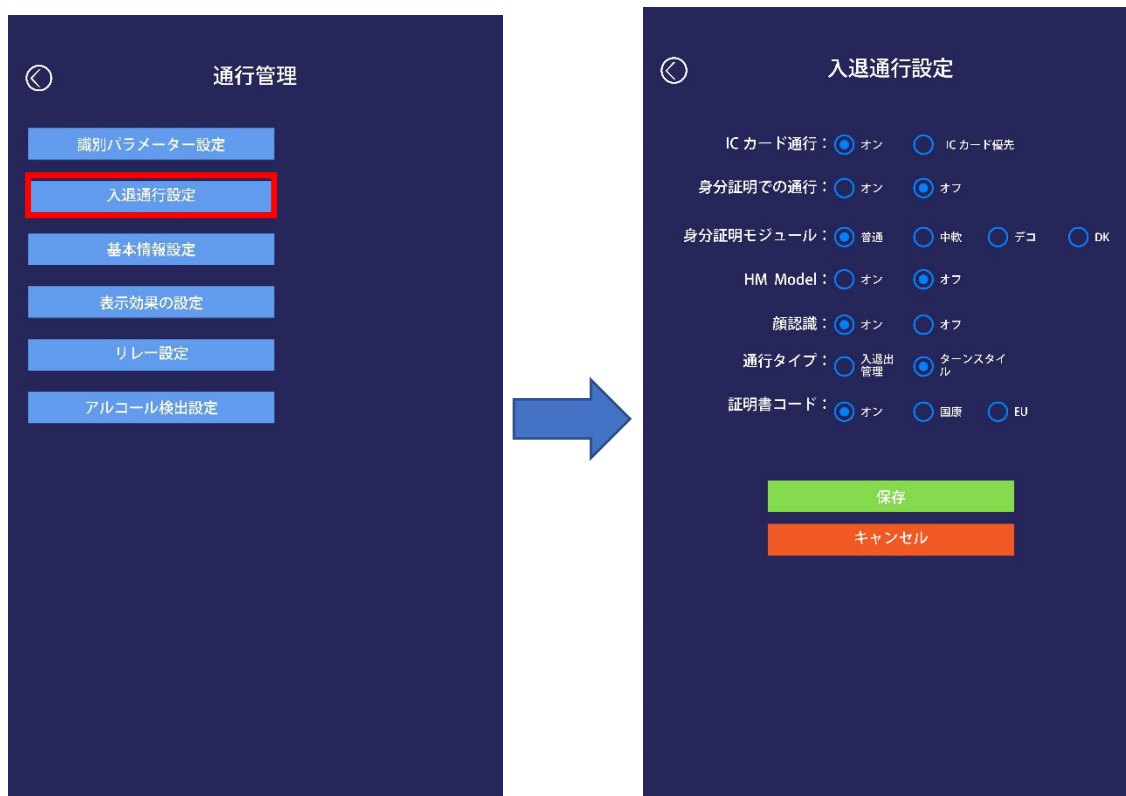 通行管理
識別パラメーター設定
入退通行設定
基本情報設定
表示効果の設定
リレー設定
アルコール検出設定
入退通行設定
ICカード通行： オン ICカード優先
身分証明での通行： オン オフ
身分証明モジュール： 普通 中軟 デコ DK
HM Model： オン オフ
顔認識： オン オフ
通行タイプ： 入退出 ターンスタイ
管理 ル
証明書コード： オン 国康 EU
保存
キャンセル